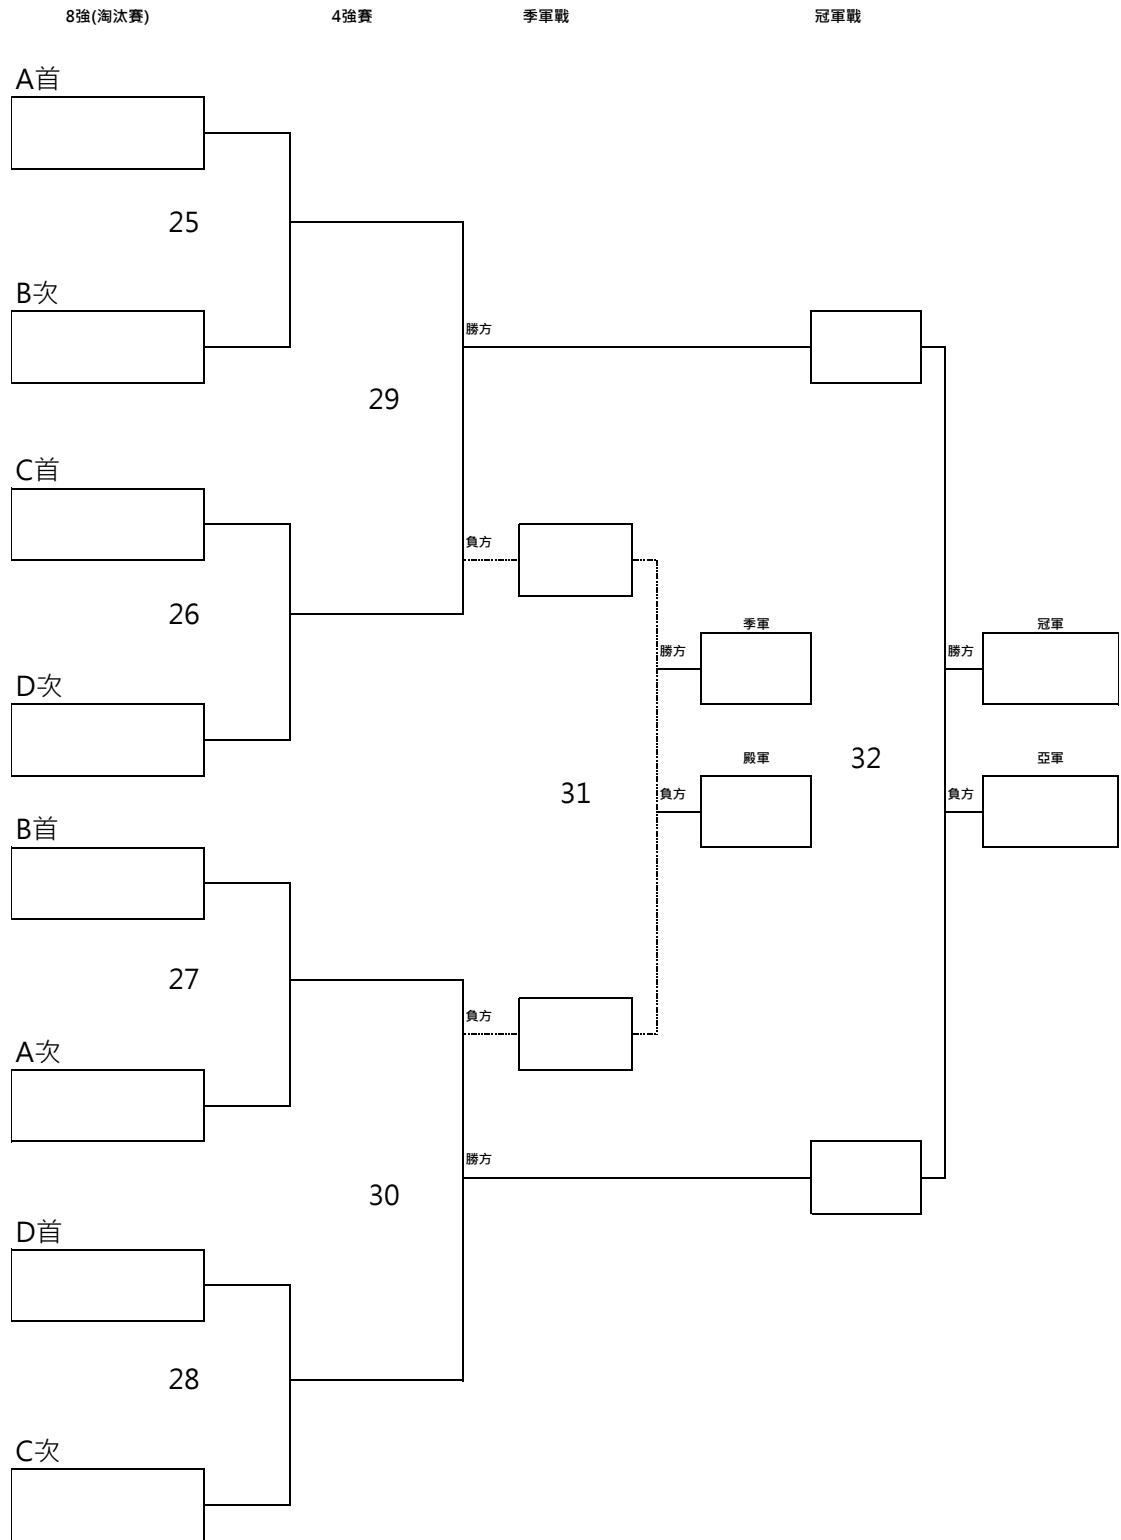 8強(淘汰賽) 4強賽 季軍戰 冠軍戰
A首
25
B次
勝方
29
C首
負方
26
季軍 冠軍
勝方 勝方
D次
殿軍 32 亞軍
31 負方 負方
B首
27
負方
A次
勝方
30
D首
28
C次